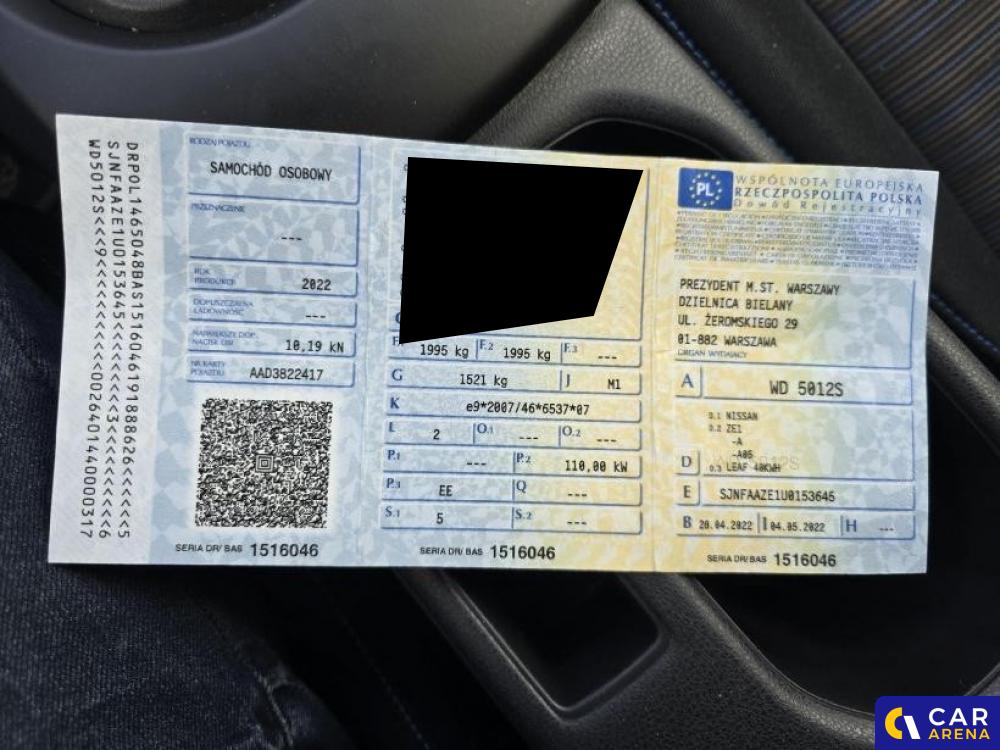 DRPOL1465048BAS15160461918886​26<<<<<5
SJNFAAZE1U0153645<<<<<<<3<<<<<<<6
WD5012S<<<9<<<<<<<0026401440000317
RODZAJ POJAZDU
SAMOCHÓD OSOBOWY
PRZEZNACZENIE
---
ROK PRODUKCJI
2022
DOPUSZCZALNA ŁADOWNOŚĆ
---
NAJWIĘKSZY DOP. NACISK OSI
10,19 kN
NR KARTY POJAZDU
AAD3822417
SERIA DR/BAS 1516046
1995 kg F.2 1995 kg F.3 ---
G 1521 kg J M1
K e9*2007/46*6537*07
L 2 O.1 --- O.2 ---
P.1 --- P.2 110,00 kW
P.3 EE Q ---
S.1 5 S.2 ---
SERIA DR/BAS 1516046
PL
WSPÓLNOTA EUROPEJSKA
RZECZPOSPOLITA POLSKA
Dowód Rejestracyjny
PREZYDENT M.ST. WARSZAWY
DZIELNICA BIELANY
UL. ŻEROMSKIEGO 29
01-882 WARSZAWA
ORGAN WYDAJĄCY
A WD 5012S
D.1 NISSAN
D.2 ZE1
-A
-A05
D D.3 LEAF 40KWH
E SJNFAAZE1U0153645
B 28.04.2022 I 04.05.2022 H ---
SERIA DR/BAS 1516046
CAR
ARENA